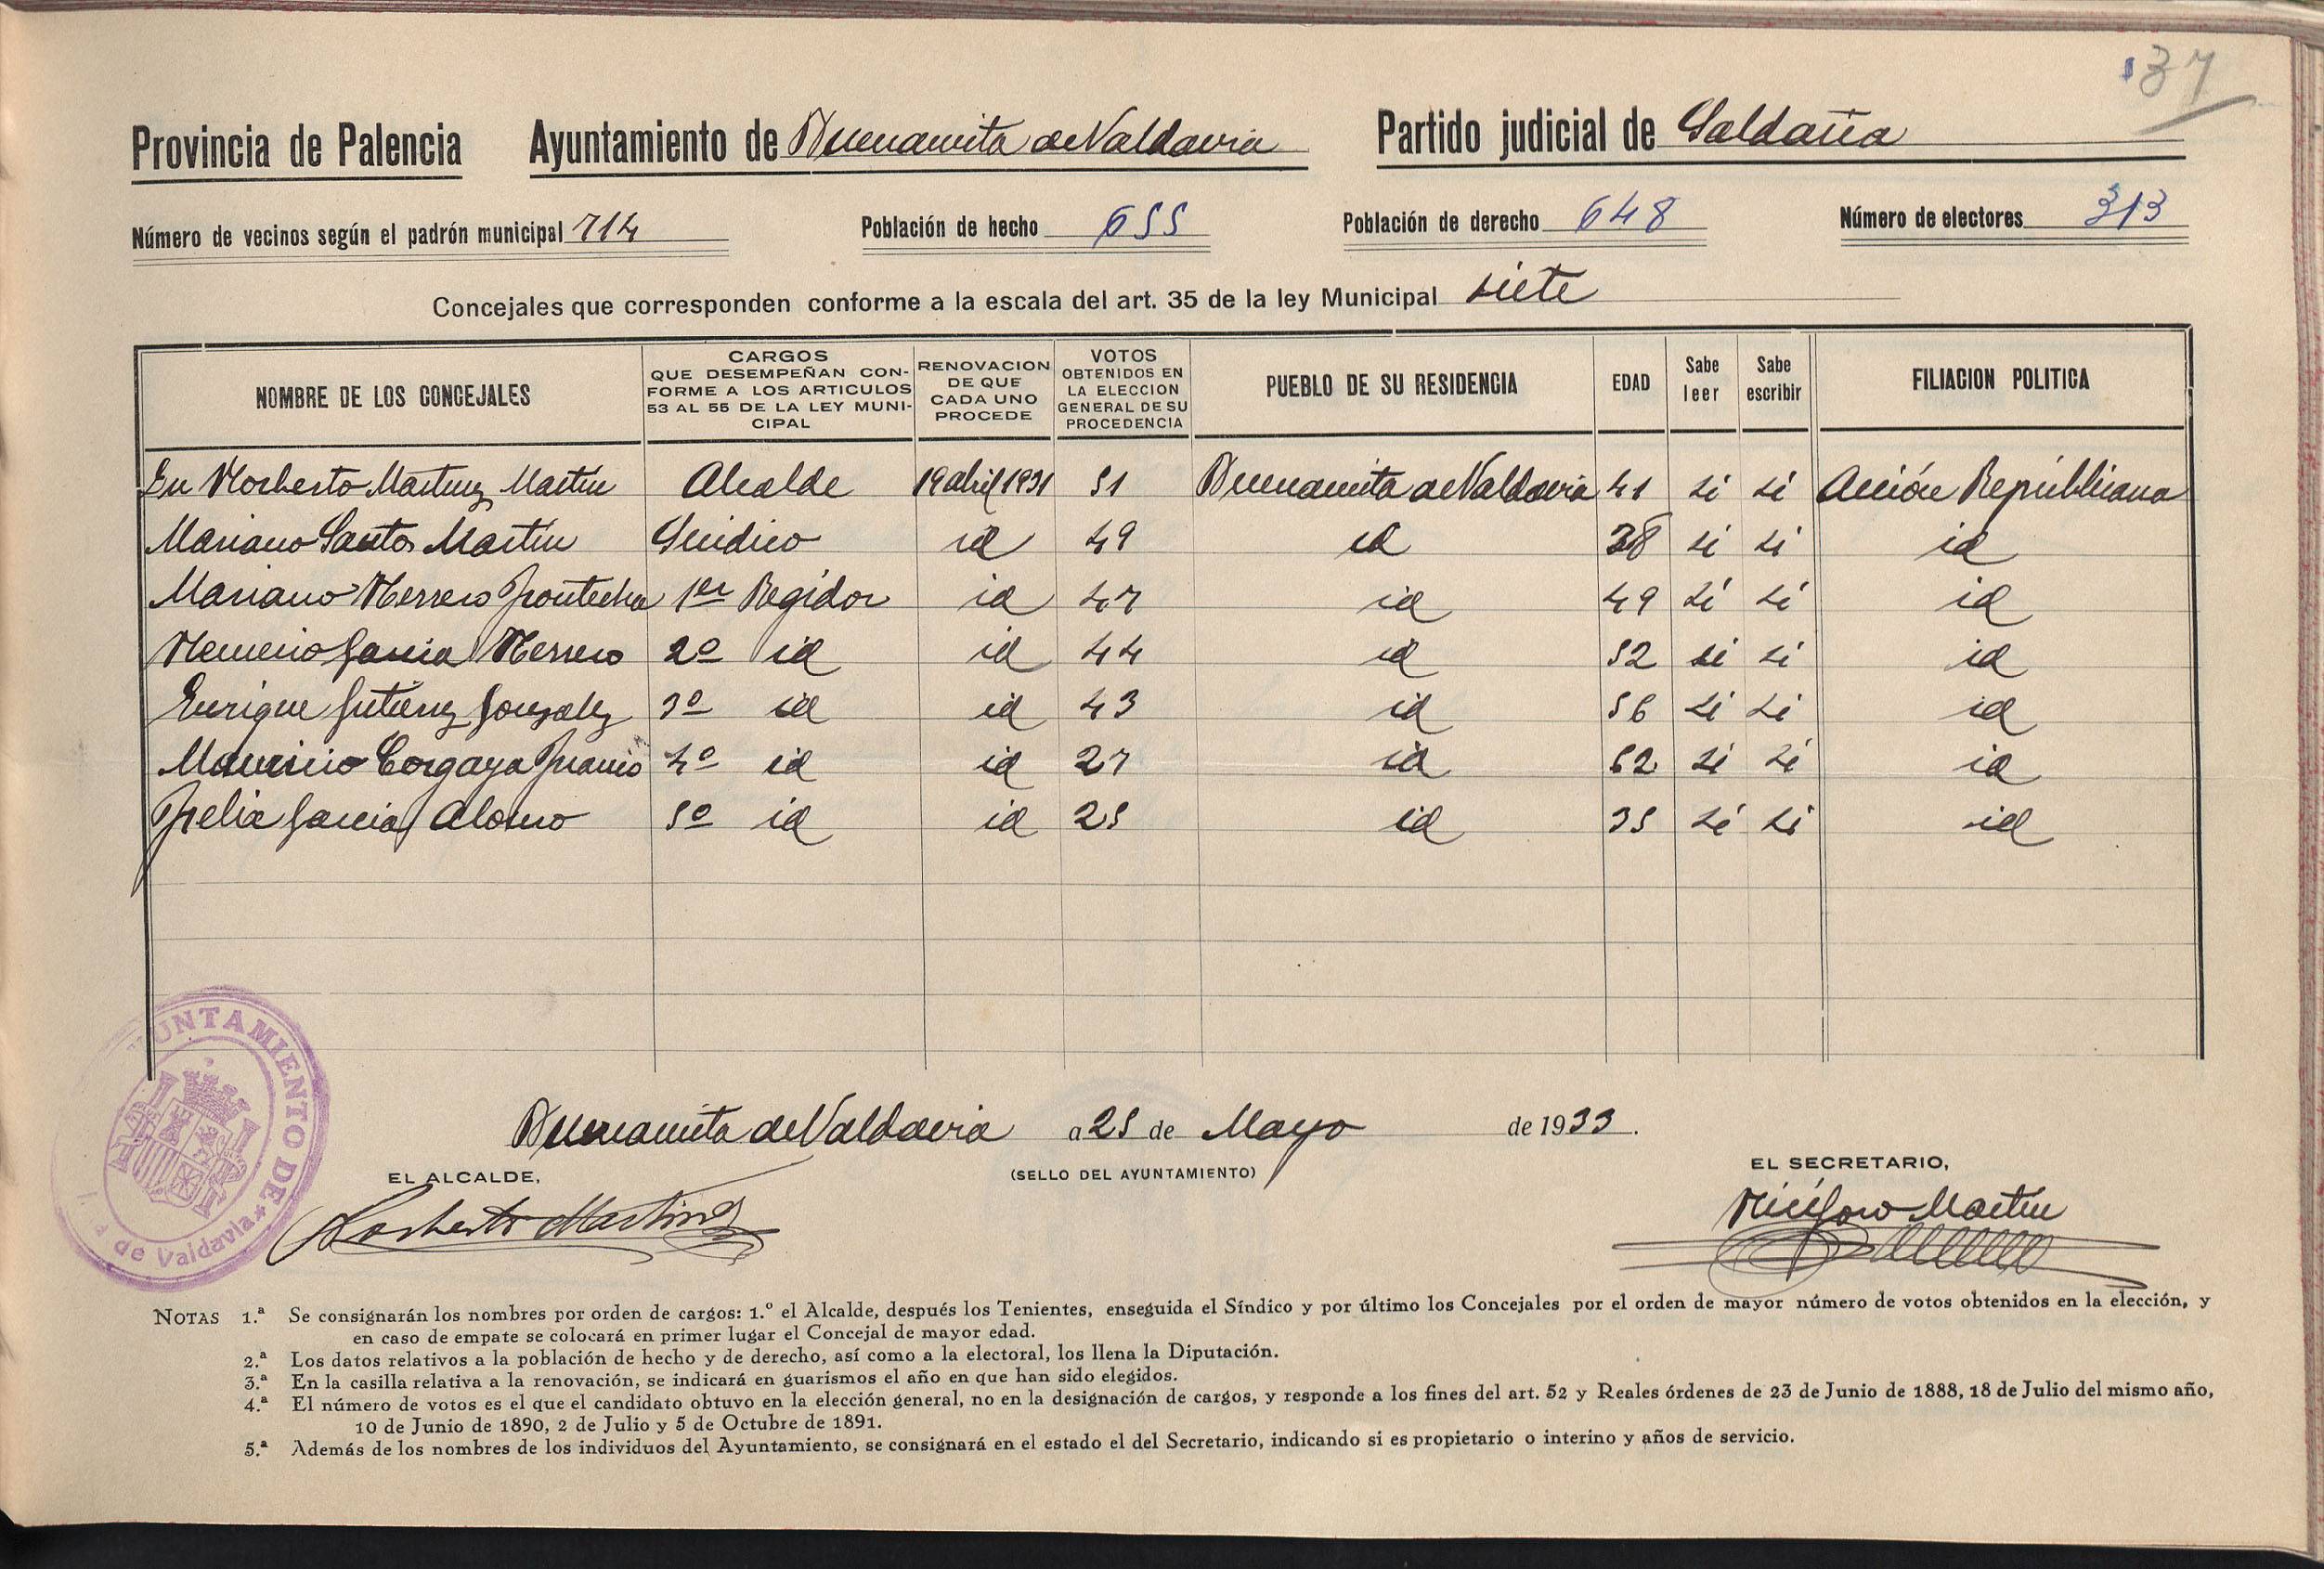 37
Provincia de Palencia Ayuntamiento de Buenavista de Valdavia Partido judicial de Saldaña
Número de vecinos según el padrón municipal 714 Población de hecho 655 Población de derecho 648 Número de electores 313
Concejales que corresponden conforme a la escala del art. 35 de la ley Municipal siete
NOMBRE DE LOS CONCEJALES CARGOS QUE DESEMPEÑAN CONFORME A LOS ARTICULOS 53 AL 55 DE LA LEY MUNICIPAL RENOVACION DE QUE CADA UNO PROCEDE VOTOS OBTENIDOS EN LA ELECCION GENERAL DE SU PROCEDENCIA PUEBLO DE SU RESIDENCIA EDAD Sabe leer Sabe escribir FILIACION POLITICA
Norberto Martinez Martin Alcalde 19 abril 1931 51 Buenavista de Valdavia 41 si si Acción Republicana
Mariano Santos Martin Sindico id 49 id 38 si si id
Mariano Herrero Fontecha 1er Regidor id 47 id 49 si si id
Nemesio Garcia Herrero 2º id id 44 id 52 si si id
Enrique Gutierrez Gonzalez 3º id id 43 id 56 si si id
Mauricio 4º id id 27 id 62 si si id
Felix Garcia Alonso 5º id id 25 id 35 si si id
Buenavista de Valdavia a 25 de Mayo de 1933.
EL ALCALDE, (SELLO DEL AYUNTAMIENTO) EL SECRETARIO,
Norberto Martinez Nicéforo Martin
AYUNTAMIENTO DE
de Valdavia
NOTAS 1.ª Se consignarán los nombres por orden de cargos: 1.º el Alcalde, después los Tenientes, enseguida el Síndico y por último los Concejales por el orden de mayor número de votos obtenidos en la elección, y
en caso de empate se colocará en primer lugar el Concejal de mayor edad.
2.ª Los datos relativos a la población de hecho y de derecho, así como a la electoral, los llena la Diputación.
3.ª En la casilla relativa a la renovación, se indicará en guarismos el año en que han sido elegidos.
4.ª El número de votos es el que el candidato obtuvo en la elección general, no en la designación de cargos, y responde a los fines del art. 52 y Reales órdenes de 23 de Junio de 1888, 18 de Julio del mismo año,
10 de Junio de 1890, 2 de Julio y 5 de Octubre de 1891.
5.ª Además de los nombres de los individuos del Ayuntamiento, se consignará en el estado el del Secretario, indicando si es propietario o interino y años de servicio.